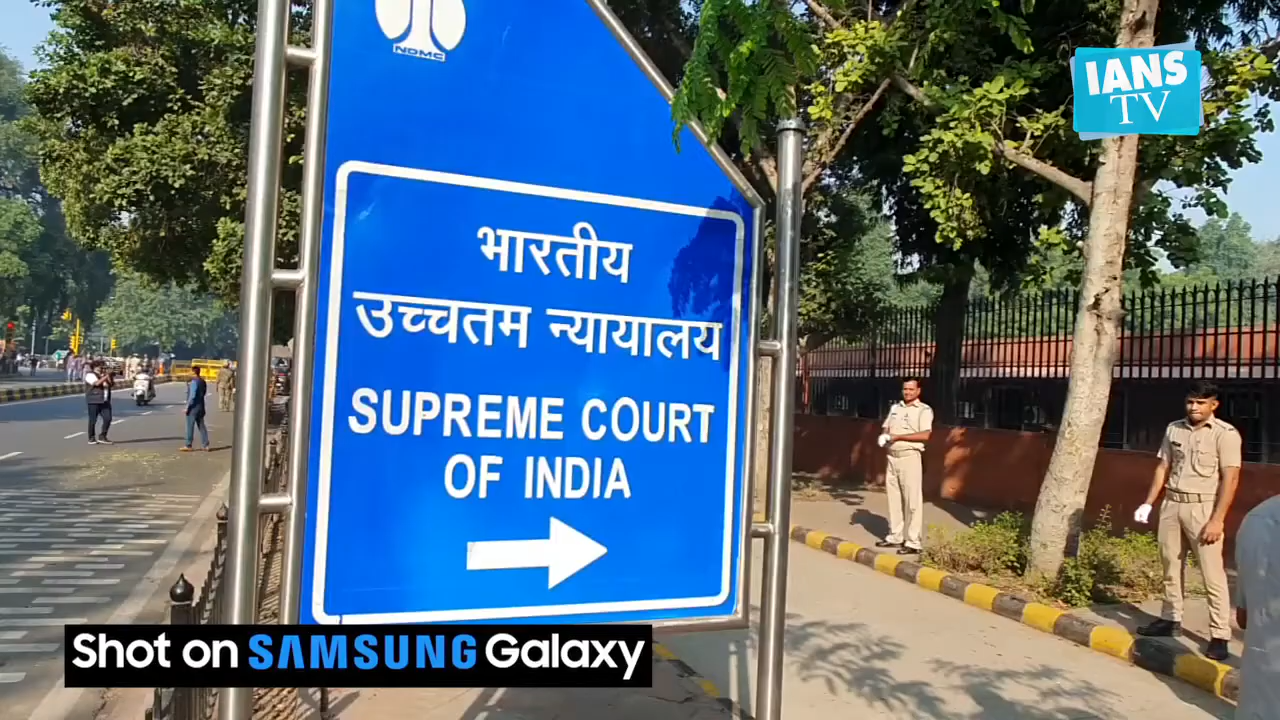 NDMC
IANS
TV
भारतीय
उच्चतम न्यायालय
SUPREME COURT
OF INDIA
Shot on SAMSUNG Galaxy